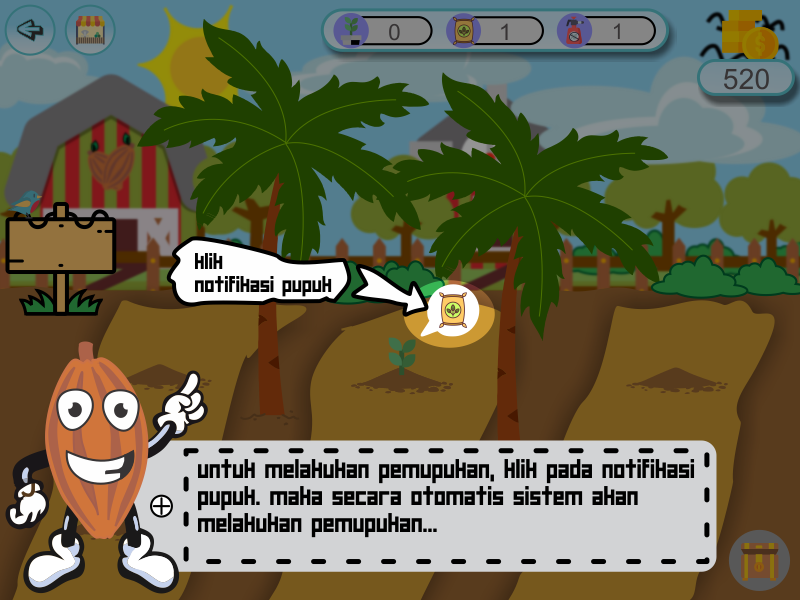 0
1
1
520
klik
notifikasi pupuk
untuk melakukan pemupukan, klik pada notifikasi
pupuk. maka secara otomatis sistem akan
melakukan pemupukan...